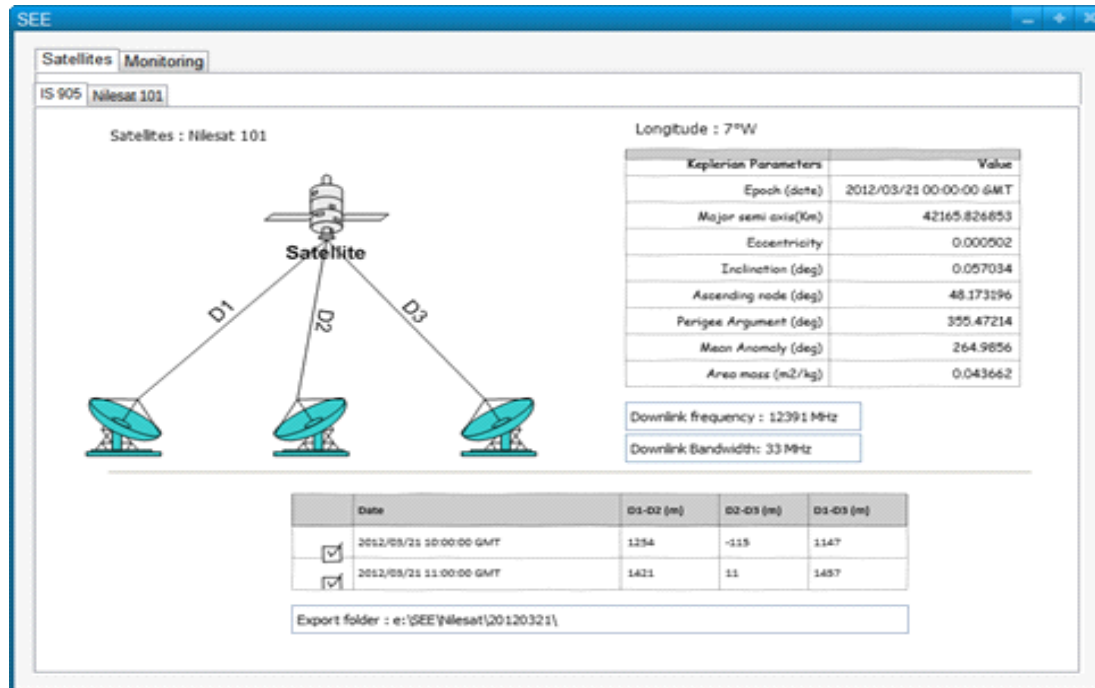 SEE
Satellites Monitoring
IS 905 Nilesat 101
Satellites : Nilesat 101
Longitude : 7°W
Keplerian Parameters Value
Epoch (date) 2012/03/21 00:00:00 GMT
Major semi axis(Km) 42165.826853
Eccentricity 0.000502
Inclination (deg) 0.057034
Ascending node (deg) 48.173196
Perigee Argument (deg) 355.47214
Mean Anomaly (deg) 264.9856
Area mass (m2/kg) 0.043662
Satellite
D1
D2
D3
Downlink frequency : 12391 MHz
Downlink Bandwidth: 33 MHz
Date D1-D2 (m) D2-D3 (m) D1-D3 (m)
2012/03/21 10:00:00 GMT 1254 -115 1147
2012/03/21 11:00:00 GMT 1421 11 1457
Export folder : e:\SEE\Nilesat\20120321\